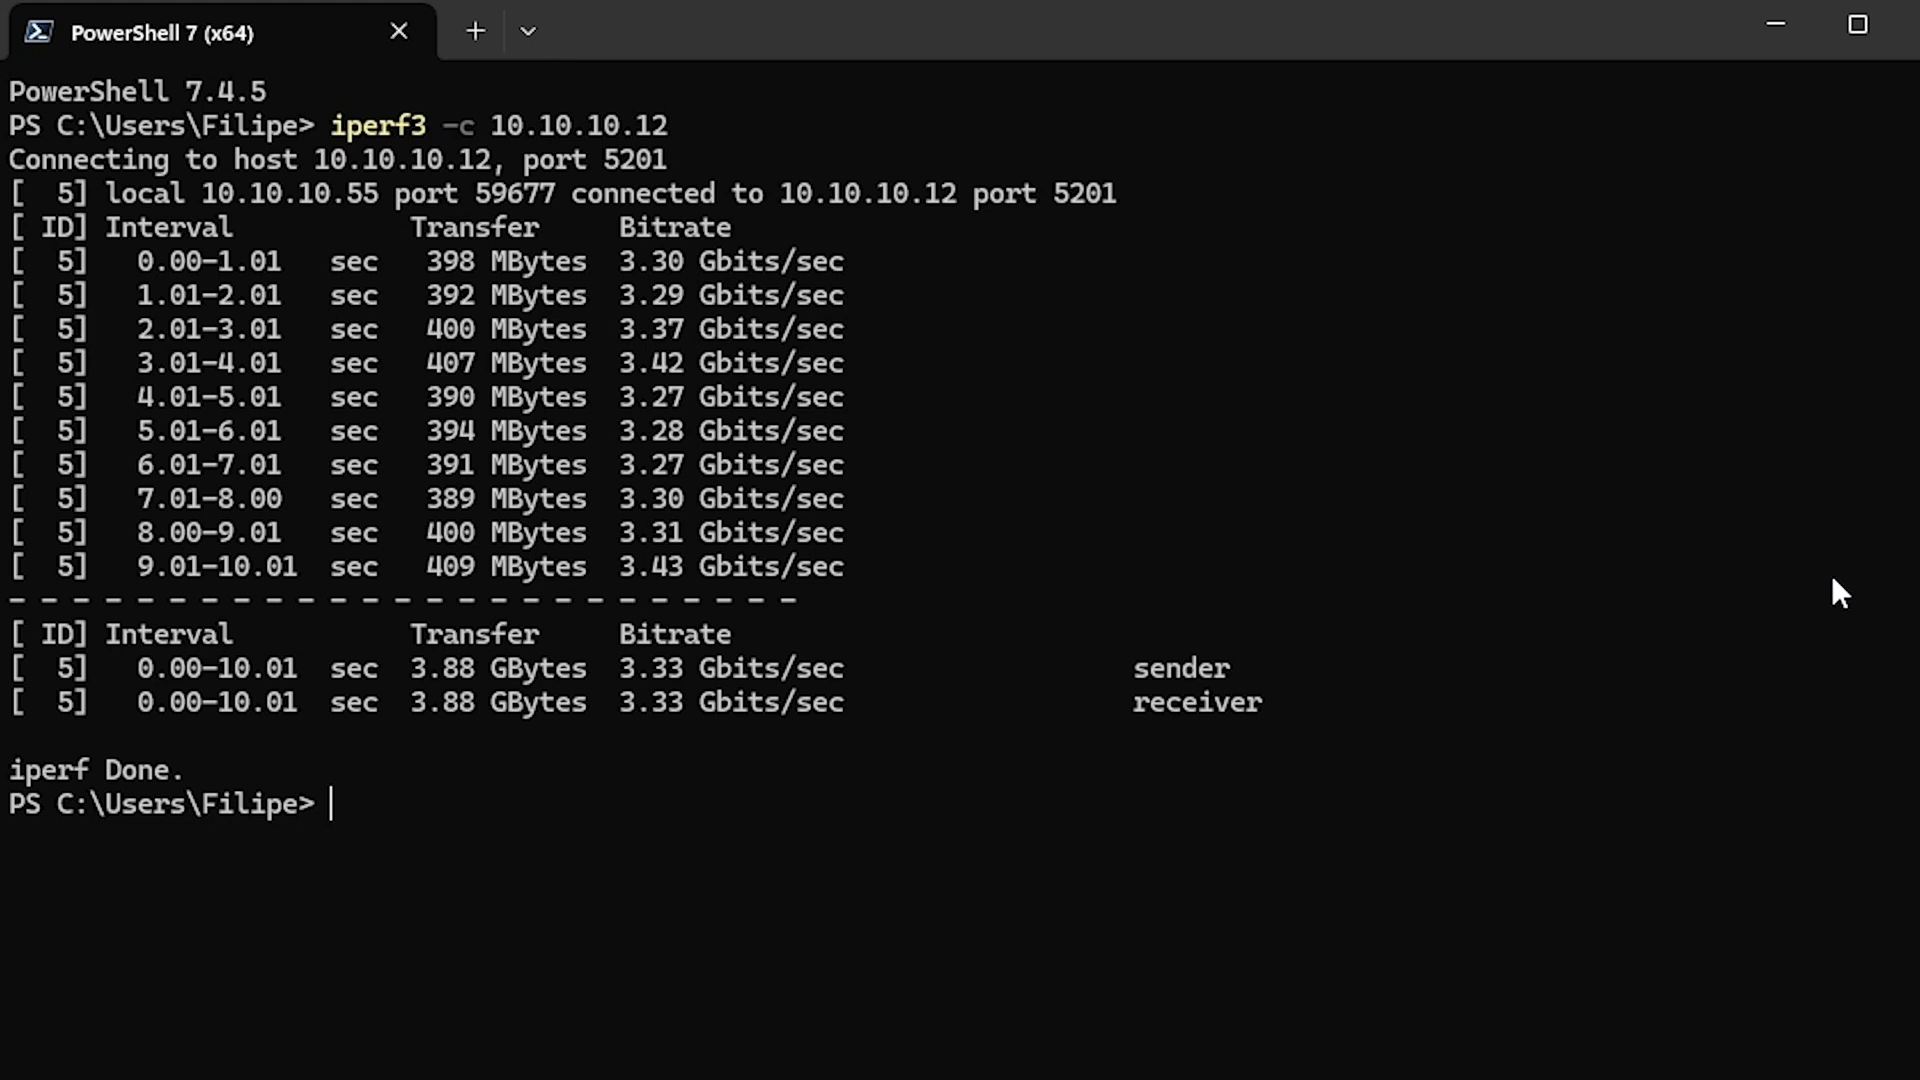 PowerShell 7 (x64)
PowerShell 7.4.5
PS C:\Users\Filipe> iperf3 -c 10.10.10.12
Connecting to host 10.10.10.12, port 5201
[  5] local 10.10.10.55 port 59677 connected to 10.10.10.12 port 5201
[ ID] Interval           Transfer     Bitrate
[  5]   0.00-1.01   sec   398 MBytes  3.30 Gbits/sec
[  5]   1.01-2.01   sec   392 MBytes  3.29 Gbits/sec
[  5]   2.01-3.01   sec   400 MBytes  3.37 Gbits/sec
[  5]   3.01-4.01   sec   407 MBytes  3.42 Gbits/sec
[  5]   4.01-5.01   sec   390 MBytes  3.27 Gbits/sec
[  5]   5.01-6.01   sec   394 MBytes  3.28 Gbits/sec
[  5]   6.01-7.01   sec   391 MBytes  3.27 Gbits/sec
[  5]   7.01-8.00   sec   389 MBytes  3.30 Gbits/sec
[  5]   8.00-9.01   sec   400 MBytes  3.31 Gbits/sec
[  5]   9.01-10.01  sec   409 MBytes  3.43 Gbits/sec
- - - - - - - - - - - - - - - - - - - - - - - - -
[ ID] Interval           Transfer     Bitrate
[  5]   0.00-10.01  sec  3.88 GBytes  3.33 Gbits/sec                  sender
[  5]   0.00-10.01  sec  3.88 GBytes  3.33 Gbits/sec                  receiver
iperf Done.
PS C:\Users\Filipe>